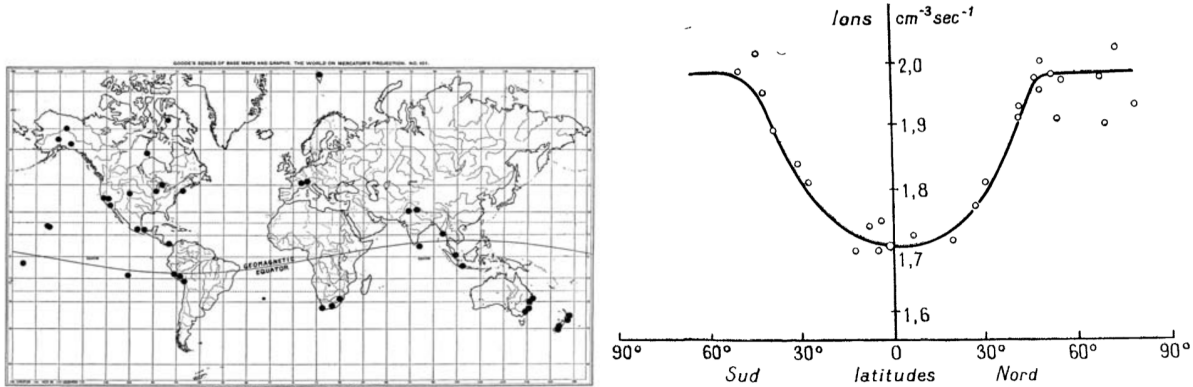 GOODE'S SERIES OF BASE MAPS AND GRAPHS. THE WORLD ON MERCATOR'S PROJECTION. NO. 101.
GEOMAGNETIC
EQUATOR
Ions cm⁻³sec⁻¹
2,0
1,9
1,8
1,7
1,6
90° 60° 30° 0 30° 60° 90°
Sud latitudes Nord